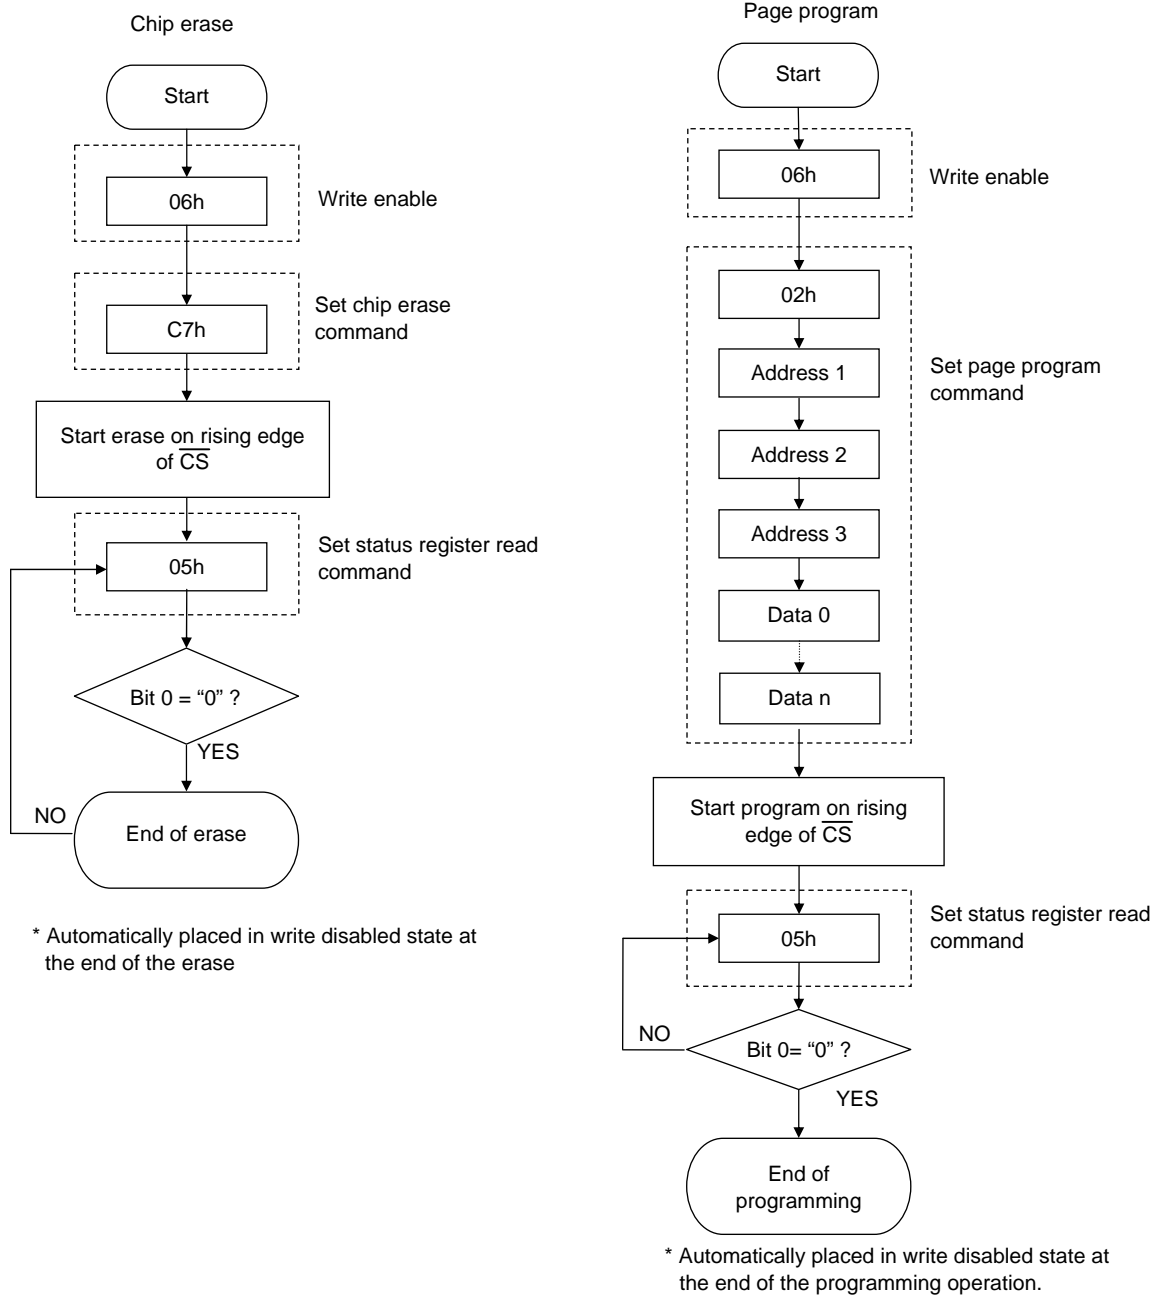 Chip erase
Start
06h
Write enable
C7h
Set chip erase
command
Start erase on rising edge
of CS
05h
Set status register read
command
Bit 0 = “0” ?
YES
NO
End of erase
* Automatically placed in write disabled state at
the end of the erase
Page program
Start
06h
Write enable
02h
Address 1
Set page program
command
Address 2
Address 3
Data 0
Data n
Start program on rising
edge of CS
05h
Set status register read
command
NO
Bit 0= “0” ?
YES
End of
programming
* Automatically placed in write disabled state at
the end of the programming operation.